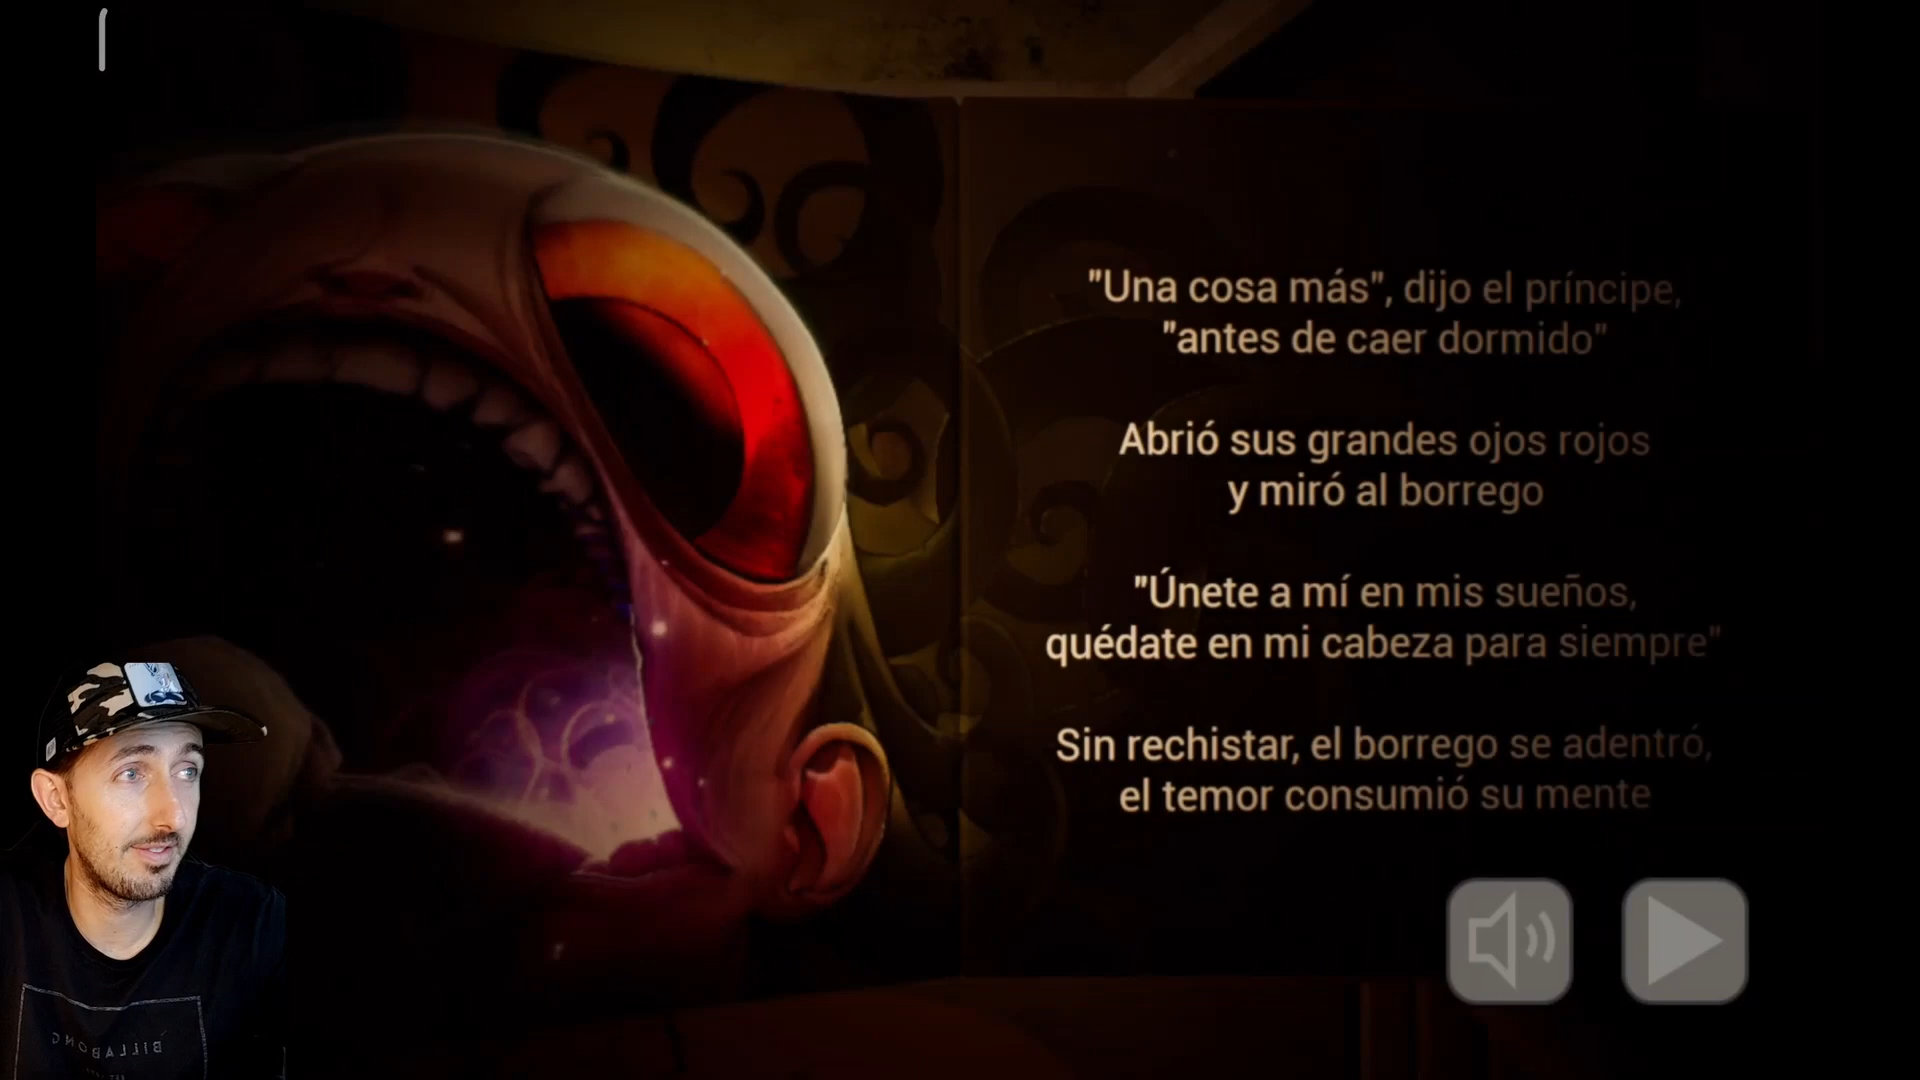 "Una cosa más", dijo el príncipe,
"antes de caer dormido"
Abrió sus grandes ojos rojos
y miró al borrego
"Únete a mí en mis sueños,
quédate en mi cabeza para siempre"
Sin rechistar, el borrego se adentró,
el temor consumió su mente
BILLABONG